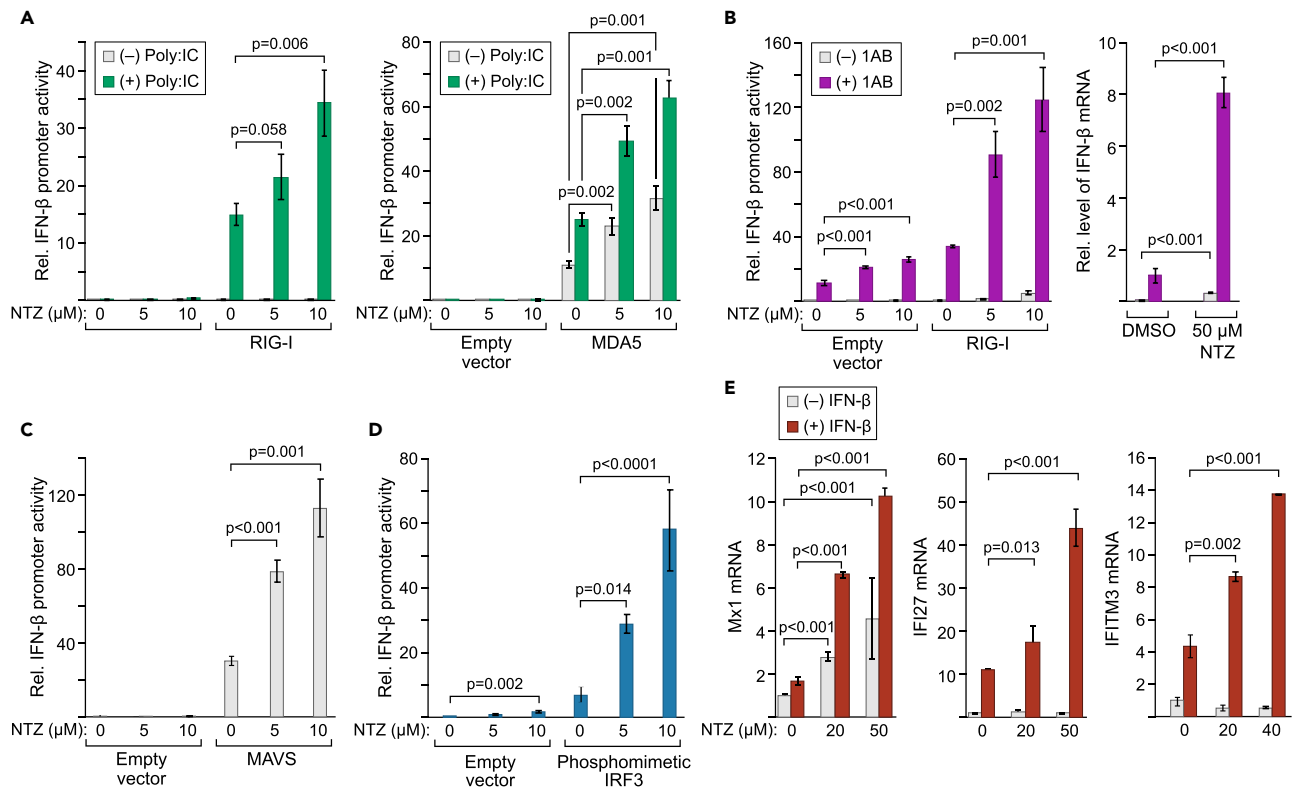 A
(–) Poly:IC
(+) Poly:IC
Rel. IFN-β promoter activity
40
30
20
10
p=0.006
p=0.058
NTZ (μM):
0
5
10
0
5
10
RIG-I
(–) Poly:IC
(+) Poly:IC
Rel. IFN-β promoter activity
80
60
40
20
p=0.001
p=0.001
p=0.002
p=0.002
NTZ (μM):
0
5
10
0
5
10
Empty
vector
MDA5
B
(–) 1AB
(+) 1AB
Rel. IFN-β promoter activity
160
120
80
40
p=0.001
p=0.002
p<0.001
p<0.001
NTZ (μM):
0
5
10
0
5
10
Empty
vector
RIG-I
Rel. level of IFN-β mRNA
10
8
6
4
2
p<0.001
p<0.001
DMSO
50 μM
NTZ
C
Rel. IFN-β promoter activity
120
80
40
p=0.001
p<0.001
NTZ (μM):
0
5
10
0
5
10
Empty
vector
MAVS
D
Rel. IFN-β promoter activity
80
60
40
20
p<0.0001
p=0.014
p=0.002
NTZ (μM):
0
5
10
0
5
10
Empty
vector
Phosphomimetic
IRF3
E
(–) IFN-β
(+) IFN-β
Mx1 mRNA
12
10
8
6
4
2
p<0.001
p<0.001
p<0.001
p<0.001
NTZ (μM):
0
20
50
IFI27 mRNA
60
50
40
30
20
10
p<0.001
p=0.013
0
20
50
IFITM3 mRNA
16
14
12
10
8
6
4
2
p<0.001
p=0.002
0
20
40